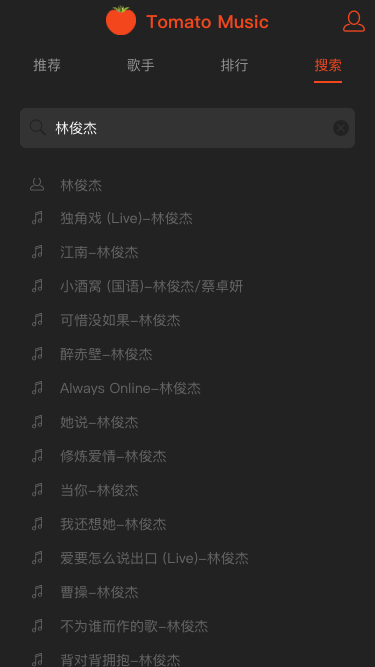 Tomato Music
推荐
歌手
排行
搜索
林俊杰
林俊杰
独角戏 (Live)-林俊杰
江南-林俊杰
小酒窝 (国语)-林俊杰/蔡卓妍
可惜没如果-林俊杰
醉赤壁-林俊杰
Always Online-林俊杰
她说-林俊杰
修炼爱情-林俊杰
当你-林俊杰
我还想她-林俊杰
爱要怎么说出口 (Live)-林俊杰
曹操-林俊杰
不为谁而作的歌-林俊杰
背对背拥抱-林俊杰